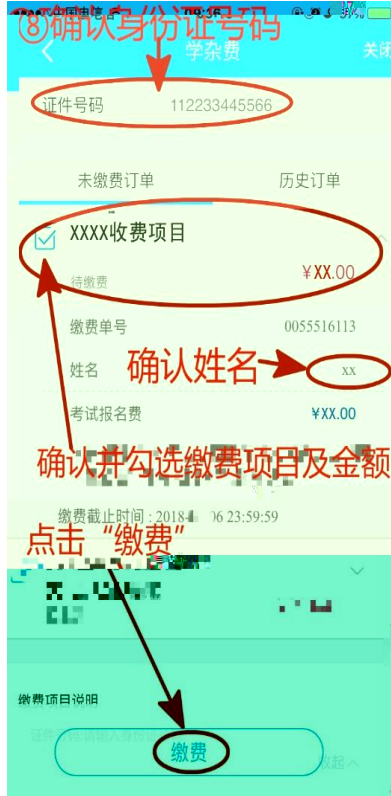 ⑧确认身份证号码
学杂费
关闭
证件号码 112233445566
未缴费订单 历史订单
XXXX收费项目
待缴费 ¥XX.00
缴费单号 0055516113
姓名 确认姓名 xx
考试报名费 ¥XX.00
确认并勾选缴费项目及金额
缴费截止时间 : 2018- 06 23:59:59
点击“缴费”
缴费项目说明
缴费
收起